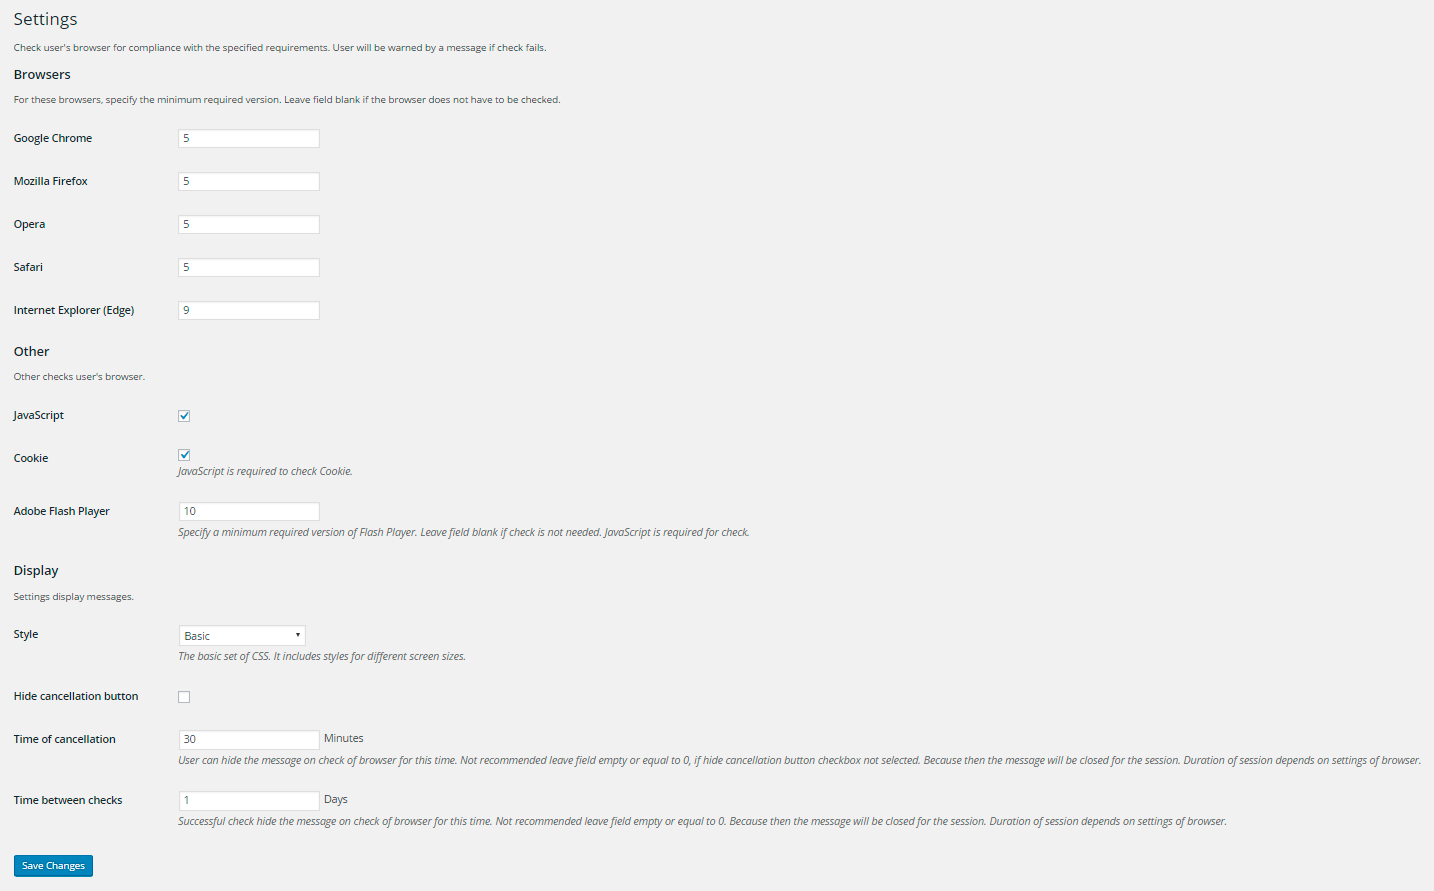 Settings
Check user's browser for compliance with the specified requirements. User will be warned by a message if check fails.
Browsers
For these browsers, specify the minimum required version. Leave field blank if the browser does not have to be checked.
Google Chrome 5
Mozilla Firefox 5
Opera 5
Safari 5
Internet Explorer (Edge) 9
Other
Other checks user's browser.
JavaScript
Cookie
JavaScript is required to check Cookie.
Adobe Flash Player 10
Specify a minimum required version of Flash Player. Leave field blank if check is not needed. JavaScript is required for check.
Display
Settings display messages.
Style Basic
The basic set of CSS. It includes styles for different screen sizes.
Hide cancellation button
Time of cancellation 30 Minutes
User can hide the message on check of browser for this time. Not recommended leave field empty or equal to 0, if hide cancellation button checkbox not selected. Because then the message will be closed for the session. Duration of session depends on settings of browser.
Time between checks 1 Days
Successful check hide the message on check of browser for this time. Not recommended leave field empty or equal to 0. Because then the message will be closed for the session. Duration of session depends on settings of browser.
Save Changes